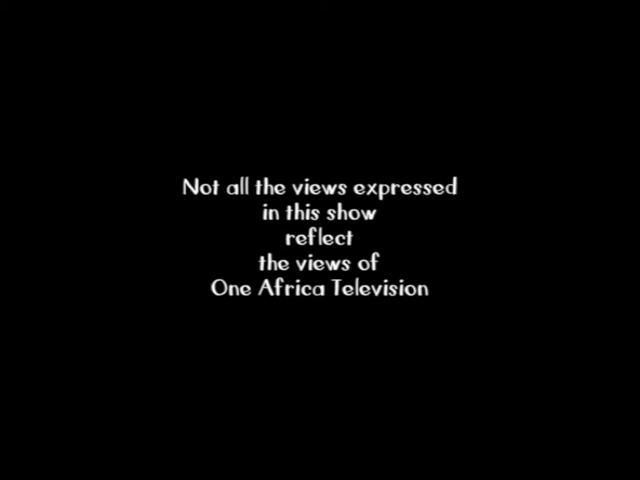 Not all the views expressed
in this show
reflect
the views of
One Africa Television